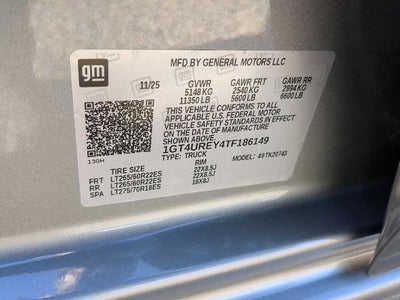 gm
MFD BY GENERAL MOTORS LLC
11/25 GVWR GAWR FRT GAWR RR
5148 KG 2540 KG 2994 KG
11350 LB 5600 LB 6600 LB
THIS VEHICLE CONFORMS TO ALL
APPLICABLE U.S. FEDERAL MOTOR
VEHICLE SAFETY STANDARDS IN
EFFECT ON THE DATE OF
MANUFACTURE SHOWN ABOVE.
1GT4UREY4TF186149
TYPE: TRUCK MODEL: 481TK20743
130H
TIRE SIZE RIM
FRT LT265/60R22ES 22X8.5J
RR LT265/60R22ES 22X8.5J
SPA LT275/70R18ES 18X8J